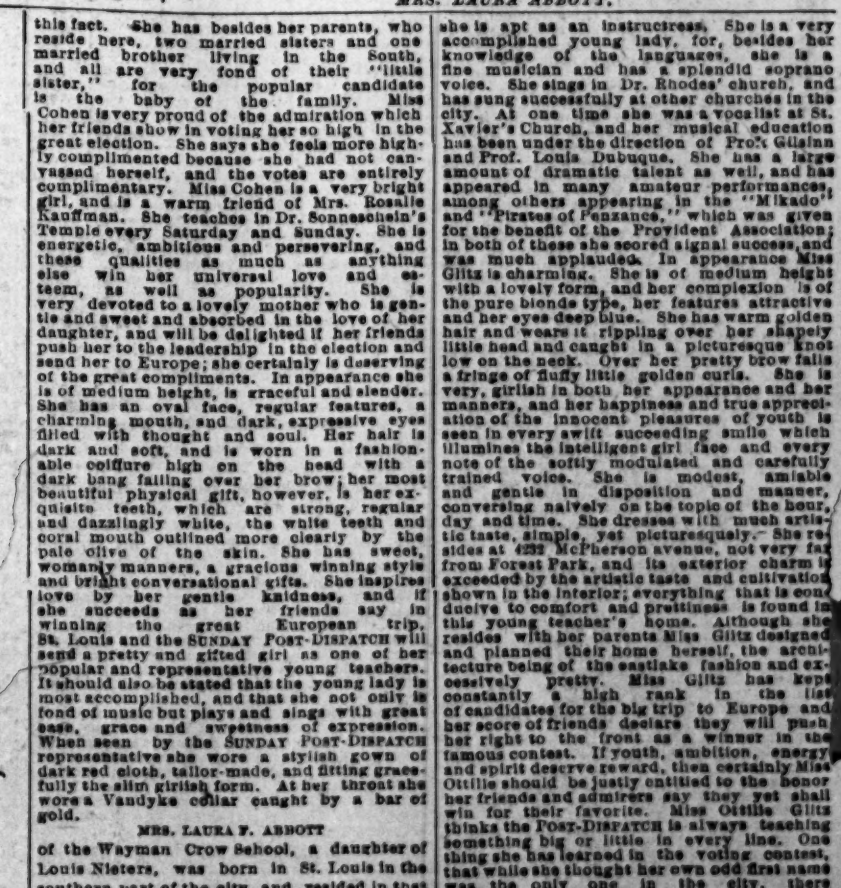 MRS. LAURA ABBOTT.
this fact. She has besides her parents, who
reside here, two married sisters and one
married brother living in the South,
and all are very fond of their "little
sister," for the popular candidate
is the baby of the family. Miss
Cohen is very proud of the admiration which
her friends show in voting her so high in the
great election. She says she feels more high-
ly complimented because she had not can-
vassed herself, and the votes are entirely
complimentary. Miss Cohen is a very bright
girl, and is a warm friend of Mrs. Rosalie
Kauffman. She teaches in Dr. Sonneschein's
Temple every Saturday and Sunday. She is
energetic, ambitious and persevering, and
these qualities as much as anything
else win her universal love and es-
teem, as well as popularity. She is
very devoted to a lovely mother who is gen-
tle and sweet and absorbed in the love of her
daughter, and will be delighted if her friends
push her to the leadership in the election and
send her to Europe; she certainly is deserving
of the great compliments. In appearance she
is of medium height, is graceful and slender.
She has an oval face, regular features, a
charming mouth, and dark, expressive eyes
filled with thought and soul. Her hair is
dark and soft, and is worn in a fashion-
able coiffure high on the head with a
dark bang falling over her brow; her most
beautiful physical gift, however, is her ex-
quisite teeth, which are strong, regular
and dazzlingly white, the white teeth and
coral mouth outlined more clearly by the
pale olive of the skin. She has sweet,
womanly manners, a gracious winning style
and bright conversational gifts. She inspires
love by her gentle kindness, and if
she succeeds as her friends say in
winning the great European trip,
St. Louis and the SUNDAY POST-DISPATCH will
send a pretty and gifted girl as one of her
popular and representative young teachers.
It should also be stated that the young lady is
most accomplished, and that she not only is
fond of music but plays and sings with great
ease, grace and sweetness of expression.
When seen by the SUNDAY POST-DISPATCH
representative she wore a stylish gown of
dark red cloth, tailor-made, and fitting grace-
fully the slim girlish form. At her throat she
wore a Vandyke collar caught by a bar of
gold.
MRS. LAURA F. ABBOTT
of the Wayman Crow School, a daughter of
Louis Nieters, was born in St. Louis in the
southern part of the city, and resided in that
she is apt as an instructress. She is a very
accomplished young lady, for, besides her
knowledge of the languages, she is a
fine musician and has a splendid soprano
voice. She sings in Dr. Rhodes' church, and
has sung successfully at other churches in the
city. At one time she was a vocalist at St.
Xavier's Church, and her musical education
has been under the direction of Prof. Gilsinn
and Prof. Louis Dubuque. She has a large
amount of dramatic talent as well, and has
appeared in many amateur performances,
among others appearing in the "Mikado"
and "Pirates of Penzance," which was given
for the benefit of the Provident Association;
in both of these she scored signal success, and
was much applauded. In appearance Miss
Glitz is charming. She is of medium height
with a lovely form, and her complexion is of
the pure blonde type, her features attractive
and her eyes deep blue. She has warm golden
hair and wears it rippling over her shapely
little head and caught in a picturesque knot
low on the neck. Over her pretty brow falls
a fringe of fluffy little golden curls. She is
very, girlish in both her appearance and her
manners, and her happiness and true appreci-
ation of the innocent pleasures of youth is
seen in every swift succeeding smile which
illumines the intelligent girl face and every
note of the softly modulated and carefully
trained voice. She is modest, amiable
and gentle in disposition and manner,
conversing naively on the topic of the hour,
day and time. She dresses with much artis-
tic taste, simple, yet picturesquely. She re-
sides at 4232 McPherson avenue, not very far
from Forest Park, and its exterior charm is
exceeded by the artistic taste and cultivation
shown in the interior; everything that is con-
ducive to comfort and prettiness is found in
this young teacher's home. Although she
resides with her parents Miss Glitz designed
and planned their home herself, the archi-
tecture being of the eastlake fashion and ex-
cessively pretty. Miss Glitz has kept
constantly a high rank in the list
of candidates for the big trip to Europe and
her score of friends declare they will push
her right to the front as a winner in the
famous contest. If youth, ambition, energy
and spirit deserve reward, then certainly Miss
Ottilie should be justly entitled to the honor
her friends and admirers say they yet shall
win for their favorite. Miss Ottilie Glitz
thinks the POST-DISPATCH is always teaching
something big or little in every line. One
thing she has learned in the voting contest,
that while she thought her own odd first name
was the only one in the city, there